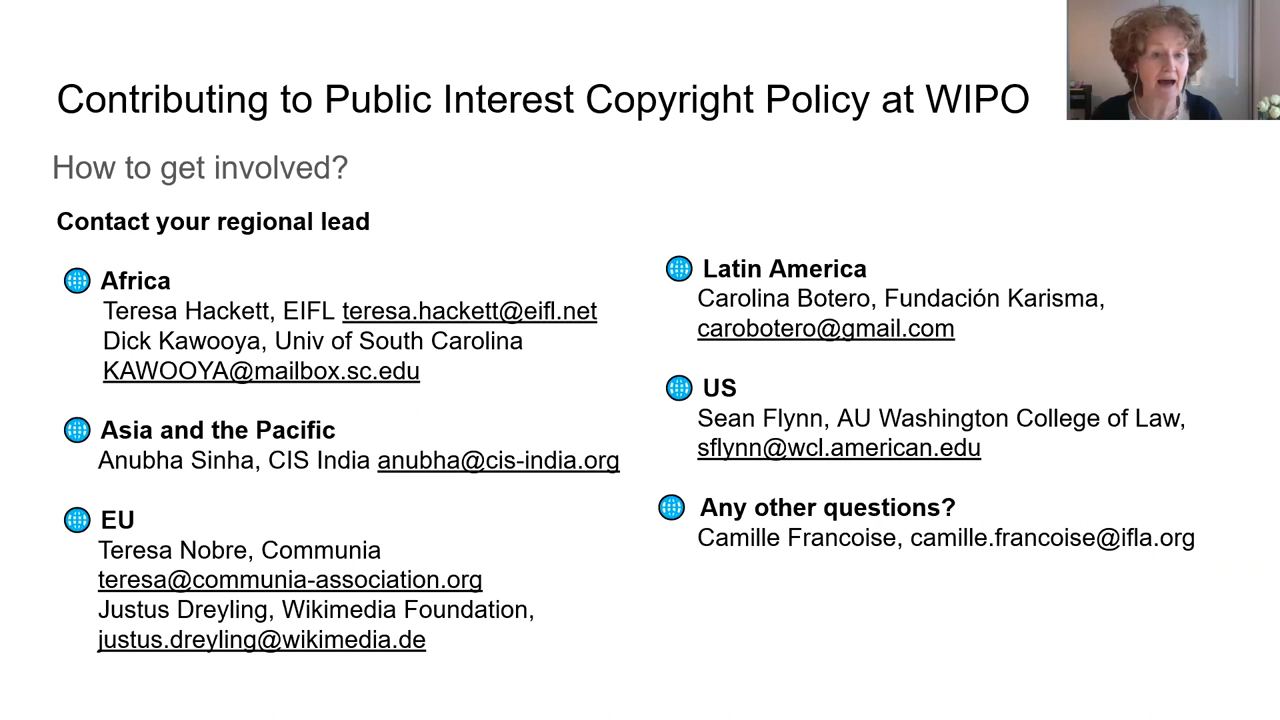 Contributing to Public Interest Copyright Policy at WIPO
How to get involved?
Contact your regional lead
Africa
Teresa Hackett, EIFL teresa.hackett@eifl.net
Dick Kawooya, Univ of South Carolina
KAWOOYA@mailbox.sc.edu
Asia and the Pacific
Anubha Sinha, CIS India anubha@cis-india.org
EU
Teresa Nobre, Communia
teresa@communia-association.org
Justus Dreyling, Wikimedia Foundation,
justus.dreyling@wikimedia.de
Latin America
Carolina Botero, Fundación Karisma,
carobotero@gmail.com
US
Sean Flynn, AU Washington College of Law,
sflynn@wcl.american.edu
Any other questions?
Camille Francoise, camille.francoise@ifla.org